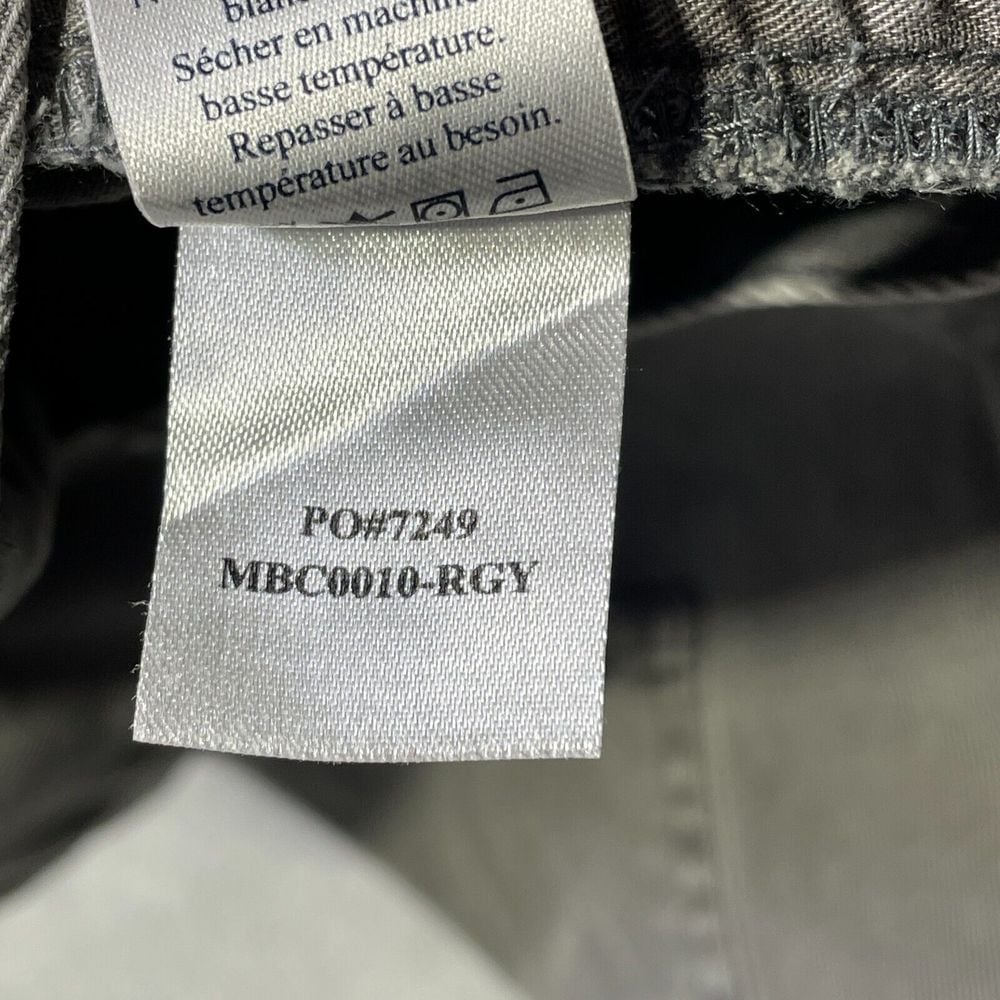 Sécher en machine
basse température.
Repasser à basse
température au besoin.
PO#7249
MBC0010-RGY